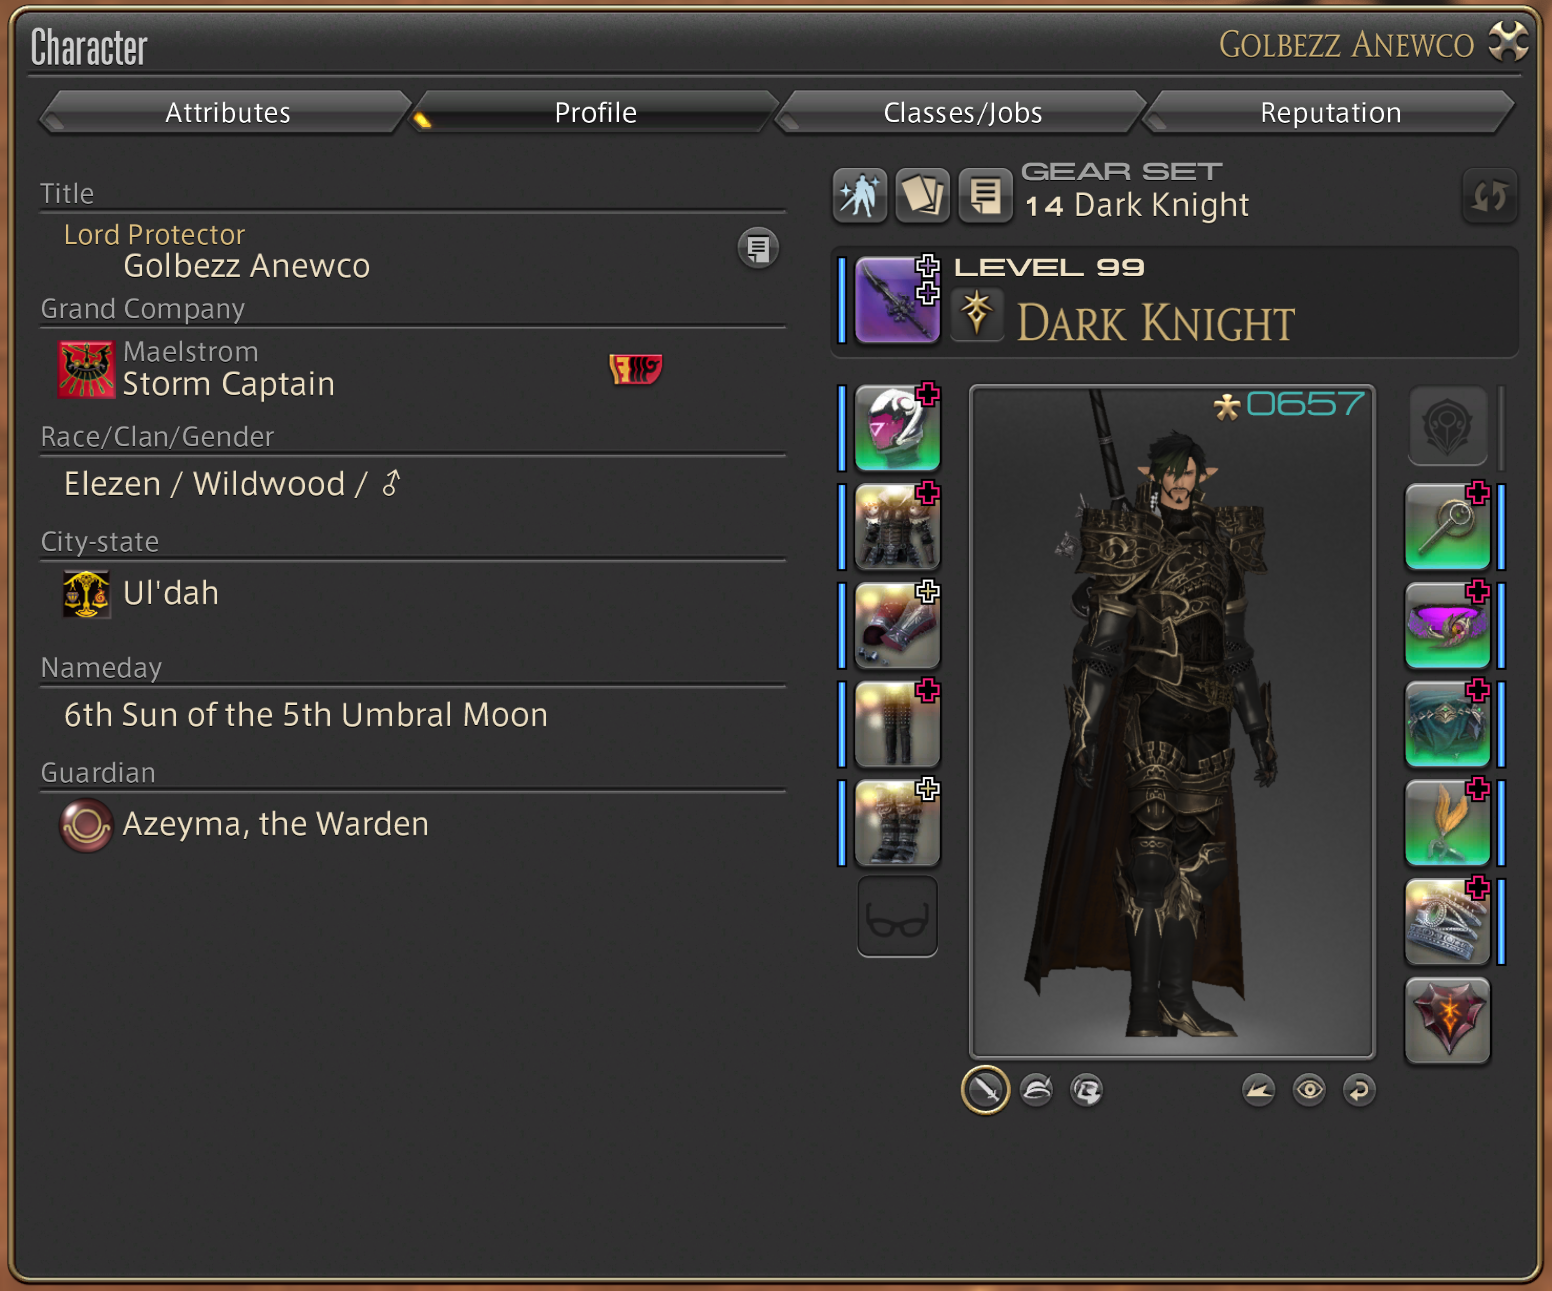 Character
GOLBEZZ ANEWCO
Attributes
Profile
Classes/Jobs
Reputation
Title
Lord Protector
Golbezz Anewco
Grand Company
Maelstrom
Storm Captain
Race/Clan/Gender
Elezen / Wildwood / ♂
City-state
Ul'dah
Nameday
6th Sun of the 5th Umbral Moon
Guardian
Azeyma, the Warden
GEAR SET
14 Dark Knight
LEVEL 99
DARK KNIGHT
0657